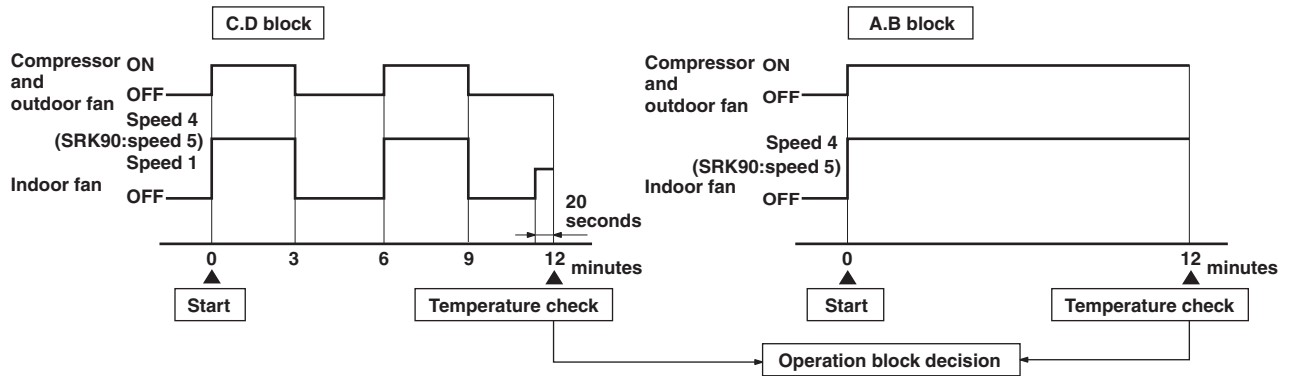 C.D block
Compressor ON
and
outdoor fan OFF
Speed 4
(SRK90:speed 5)
Speed 1
Indoor fan
OFF
20
seconds
0 3 6 9 12 minutes
Start
Temperature check
A.B block
Compressor ON
and
outdoor fan OFF
Speed 4
(SRK90:speed 5)
Indoor fan
OFF
0 12 minutes
Start
Temperature check
Operation block decision